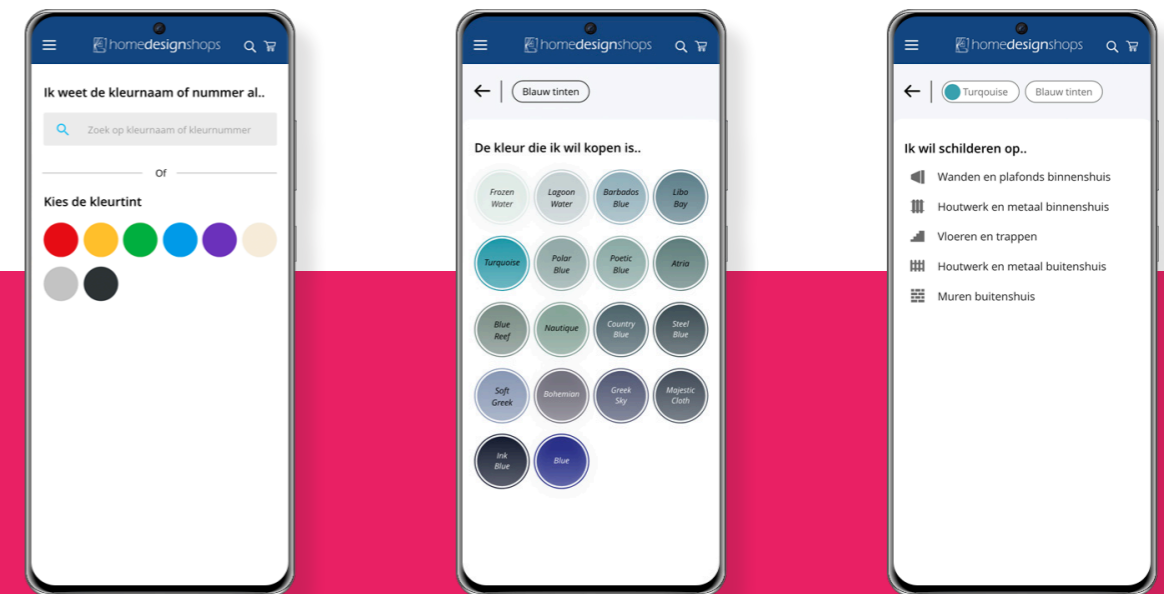 homedesignshops
Ik weet de kleurnaam of nummer al..
Zoek op kleurnaam of kleurnummer
Of
Kies de kleurtint
homedesignshops
Blauw tinten
De kleur die ik wil kopen is..
Frozen
Water
Lagoon
Water
Barbados
Blue
Libo
Bay
Turquoise
Polar
Blue
Poetic
Blue
Atria
Blue
Reef
Nautique
Country
Blue
Steel
Blue
Soft
Greek
Bohemian
Greek
Sky
Majestic
Cloth
Ink
Blue
Blue
homedesignshops
Turqouise
Blauw tinten
Ik wil schilderen op..
Wanden en plafonds binnenshuis
Houtwerk en metaal binnenshuis
Vloeren en trappen
Houtwerk en metaal buitenshuis
Muren buitenshuis